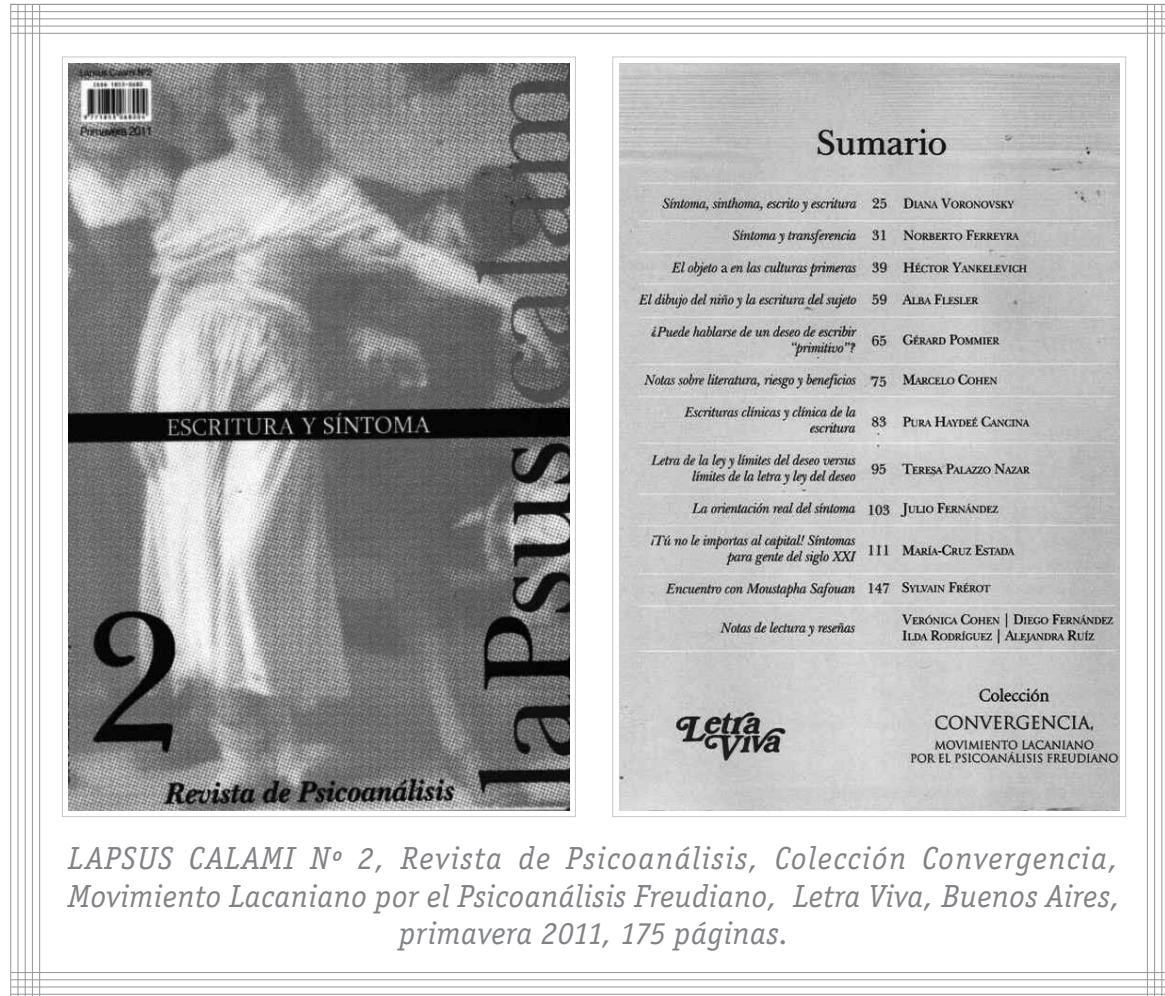 Lapsus Calami Nº2
Primavera 2011
ESCRITURA Y SÍNTOMA
laPsus calam
2
Revista de Psicoanálisis
Sumario
Síntoma, sinthoma, escrito y escritura 25 DIANA VORONOVSKY
Síntoma y transferencia 31 NORBERTO FERREYRA
El objeto a en las culturas primeras 39 HÉCTOR YANKELEVICH
El dibujo del niño y la escritura del sujeto 59 ALBA FLESLER
¿Puede hablarse de un deseo de escribir
"primitivo"? 65 GÉRARD POMMIER
Notas sobre literatura, riesgo y beneficios 75 MARCELO COHEN
Escrituras clínicas y clínica de la
escritura 83 PURA HAYDEÉ CANCINA
Letra de la ley y límites del deseo versus
límites de la letra y ley del deseo 95 TERESA PALAZZO NAZAR
La orientación real del síntoma 103 JULIO FERNÁNDEZ
¡Tú no le importas al capital! Síntomas
para gente del siglo XXI 111 MARÍA-CRUZ ESTADA
Encuentro con Moustapha Safouan 147 SYLVAIN FRÉROT
Notas de lectura y reseñas VERÓNICA COHEN | DIEGO FERNÁNDEZ
ILDA RODRÍGUEZ | ALEJANDRA RUÍZ
Letra
Viva
Colección
CONVERGENCIA,
MOVIMIENTO LACANIANO
POR EL PSICOANÁLISIS FREUDIANO
LAPSUS CALAMI Nº 2, Revista de Psicoanálisis, Colección Convergencia,
Movimiento Lacaniano por el Psicoanálisis Freudiano, Letra Viva, Buenos Aires,
primavera 2011, 175 páginas.